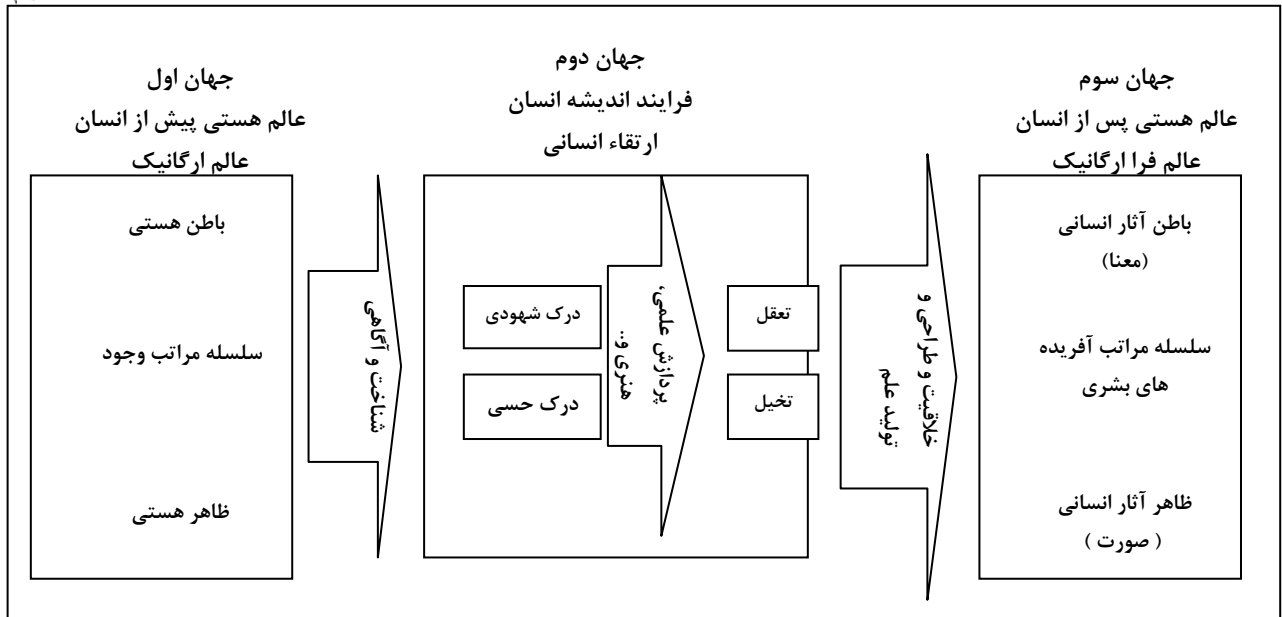 جهان اول
عالم هستی پیش از انسان
عالم ارگانیک
باطن هستی
سلسله مراتب وجود
ظاهر هستی
شناخت و آگاهی
جهان دوم
فرایند اندیشه انسان
ارتقاء انسانی
درک شهودی
درک حسی
پردازش علمی،
هنری و..
تعقل
تخیل
خلاقیت و طراحی و
تولید علم
جهان سوم
عالم هستی پس از انسان
عالم فرا ارگانیک
باطن آثار انسانی
(معنا)
سلسله مراتب آفریده
های بشری
ظاهر آثار انسانی
( صورت )